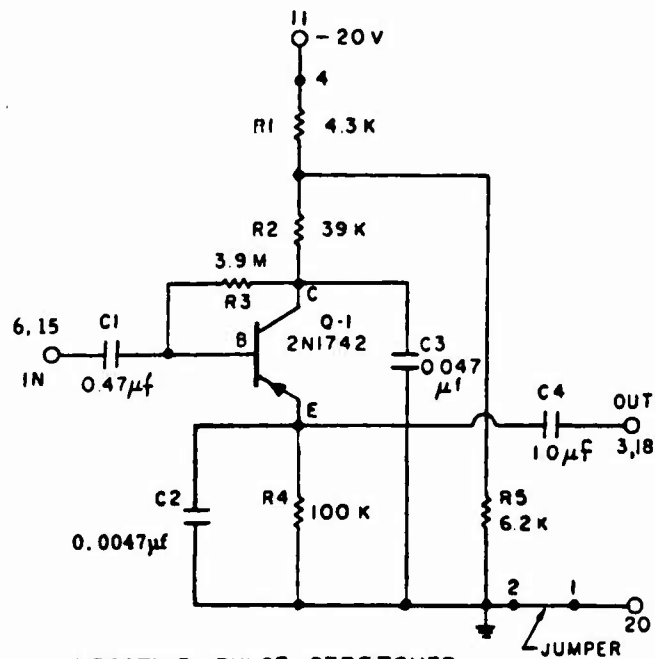 11
-20V
4
R1 4.3 K
R2 39 K
3.9 M
R3
C
6,15
C1
B
Q-1
2N1742
C3
0.047
μf
IN
0.47μf
E
C4
OUT
10μf
3,18
C2
R4
100 K
R5
6.2 K
0.0047μf
2
1
20
JUMPER
PULSE